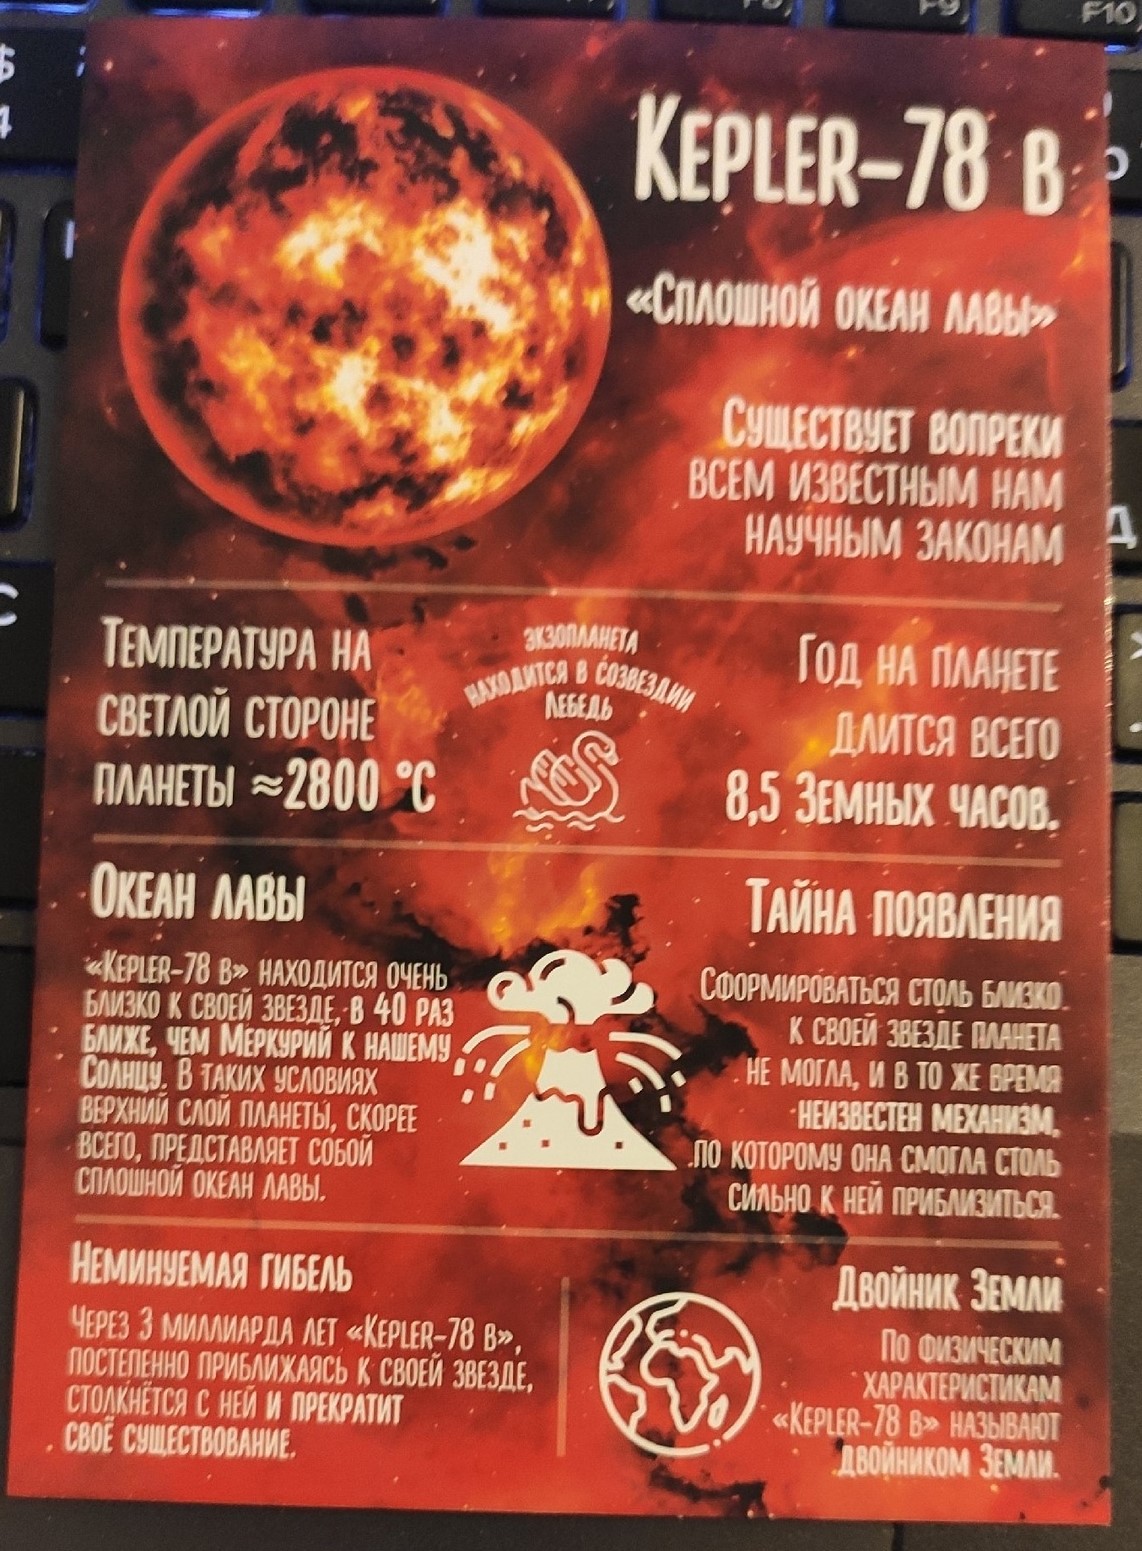 Kepler-78 b
«Сплошной океан лавы»
Существует вопреки
всем известным нам
научным законам
Температура на
светлой стороне
планеты ≈2800 °C
экзопланета
находится в созвездии
Лебедь
Год на планете
длится всего
8,5 Земных часов.
Океан лавы
«Kepler-78 b» находится очень
близко к своей звезде, в 40 раз
ближе, чем Меркурий к нашему
Солнцу. В таких условиях
верхний слой планеты, скорее
всего, представляет собой
сплошной океан лавы.
Тайна появления
Сформироваться столь близко
к своей звезде планета
не могла, и в то же время
неизвестен механизм,
по которому она смогла столь
сильно к ней приблизиться.
Неминуемая гибель
Через 3 миллиарда лет «Kepler-78 b»,
постепенно приближаясь к своей звезде,
столкнётся с ней и прекратит
своё существование.
Двойник Земли
По физическим
характеристикам
«Kepler-78 b» называют
двойником Земли.
F9
F10
$
4
Д